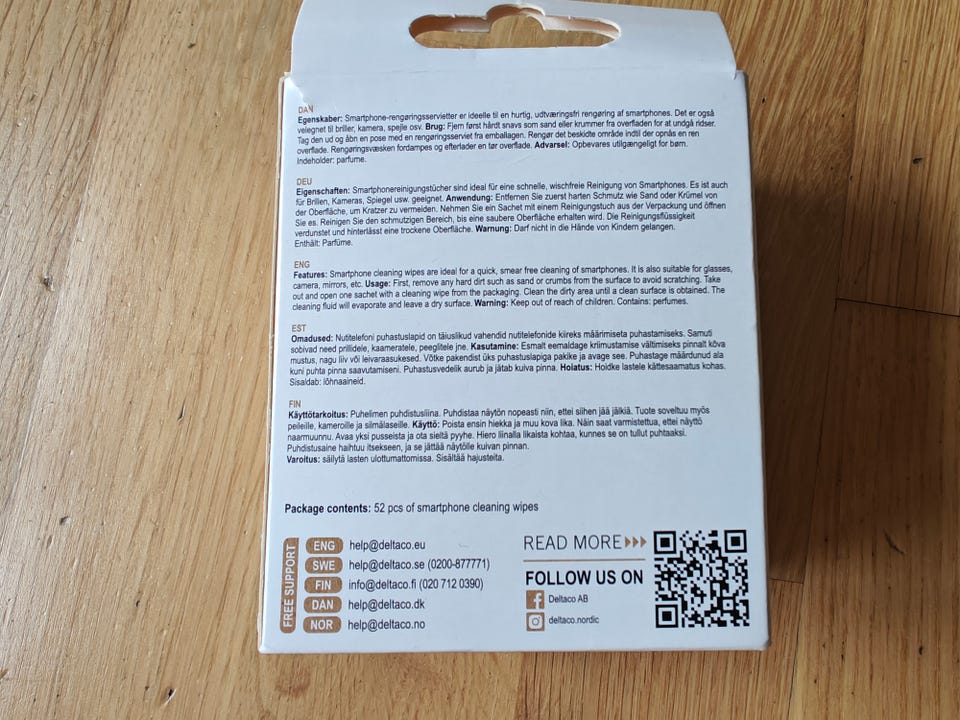 DAN
Egenskaber: Smartphone-rengøringsservietter er ideelle til en hurtig, udtværingsfri rengøring af smartphones. Det er også
velegnet til briller, kamera, spejle osv. Brug: Fjern først hårdt snavs som sand eller krummer fra overfladen for at undgå ridser.
Tag den ud og åbn en pose med en rengøringsserviet fra emballagen. Rengør det beskidte område indtil der opnås en ren
overflade. Rengøringsvæsken fordampes og efterlader en tør overflade. Advarsel: Opbevares utilgængeligt for børn.
Indeholder: parfume.
DEU
Eigenschaften: Smartphonereinigungstücher sind ideal für eine schnelle, wischfreie Reinigung von Smartphones. Es ist auch
für Brillen, Kameras, Spiegel usw. geeignet. Anwendung: Entfernen Sie zuerst harten Schmutz wie Sand oder Krümel von
der Oberfläche, um Kratzer zu vermeiden. Nehmen Sie ein Sachet mit einem Reinigungstuch aus der Verpackung und öffnen
Sie es. Reinigen Sie den schmutzigen Bereich, bis eine saubere Oberfläche erhalten wird. Die Reinigungsflüssigkeit
verdunstet und hinterlässt eine trockene Oberfläche. Warnung: Darf nicht in die Hände von Kindern gelangen.
Enthält: Parfüme.
ENG
Features: Smartphone cleaning wipes are ideal for a quick, smear free cleaning of smartphones. It is also suitable for glasses,
camera, mirrors, etc. Usage: First, remove any hard dirt such as sand or crumbs from the surface to avoid scratching. Take
out and open one sachet with a cleaning wipe from the packaging. Clean the dirty area until a clean surface is obtained. The
cleaning fluid will evaporate and leave a dry surface. Warning: Keep out of reach of children. Contains: perfumes.
EST
Omadused: Nutitelefoni puhastuslapid on täiuslikud vahendid nutitelefonide kiireks määrimiseta puhastamiseks. Samuti
sobivad need prillidele, kaameratele, peeglitele jne. Kasutamine: Esmalt eemaldage kriimustamise vältimiseks pinnalt kõva
mustus, nagu liiv või leivaraasukesed. Võtke pakendist üks puhastuslapiga pakike ja avage see. Puhastage määrdunud ala
kuni puhta pinna saavutamiseni. Puhastusvedelik aurub ja jätab kuiva pinna. Hoiatus: Hoidke lastele kättesaamatus kohas.
Sisaldab: lõhnaaineid.
FIN
Käyttötarkoitus: Puhelimen puhdistusliina. Puhdistaa näytön nopeasti niin, ettei siihen jää jälkiä. Tuote soveltuu myös
peileille, kameroille ja silmälaseille. Käyttö: Poista ensin hiekka ja muu kova lika. Näin saat varmistettua, ettei näyttö
naarmuunnu. Avaa yksi pusseista ja ota sieltä pyyhe. Hiero liinalla likaista kohtaa, kunnes se on tullut puhtaaksi.
Puhdistusaine haihtuu itsekseen, ja se jättää näytölle kuivan pinnan.
Varoitus: säilytä lasten ulottumattomissa. Sisältää hajusteita.
Package contents: 52 pcs of smartphone cleaning wipes
FREE SUPPORT
ENG help@deltaco.eu
SWE help@deltaco.se (0200-877771)
FIN info@deltaco.fi (020 712 0390)
DAN help@deltaco.dk
NOR help@deltaco.no
READ MORE
FOLLOW US ON
Deltaco AB
deltaco.nordic